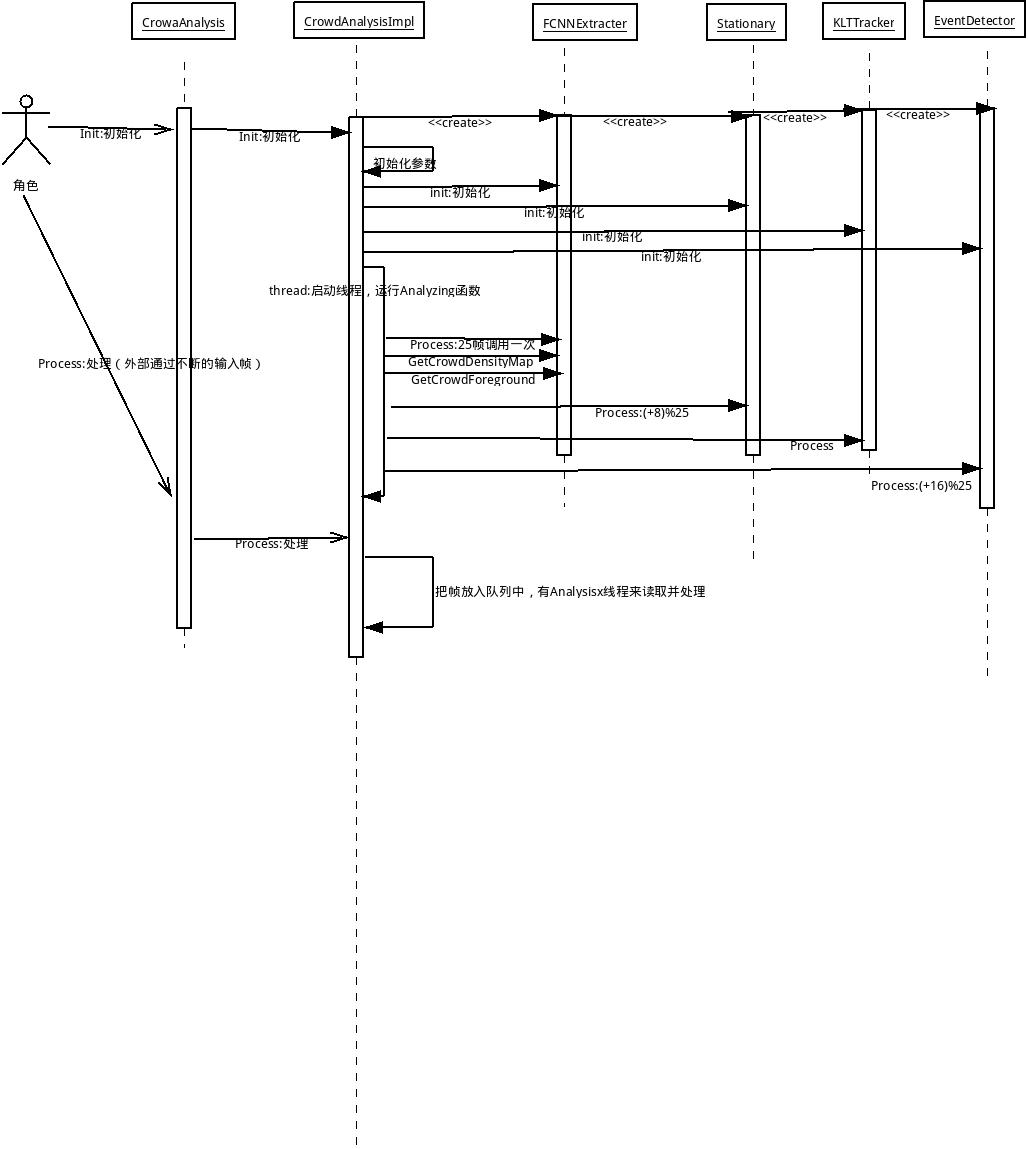 CrowaAnalysis
CrowdAnalysisImpl
FCNNExtracter
Stationary
KLTTracker
EventDetector
<<create>>
<<create>>
<<create>>
<<create>>
Init:初始化
Init:初始化
初始化参数
角色
init:初始化
init:初始化
init:初始化
init:初始化
thread:启动线程，运行Analyzing函数
Process:25帧调用一次
Process:处理（外部通过不断的输入帧）
GetCrowdDensityMap
GetCrowdForeground
Process:(+8)%25
Process
Process:(+16)%25
Process:处理
把帧放入队列中，有Analysisx线程来读取并处理